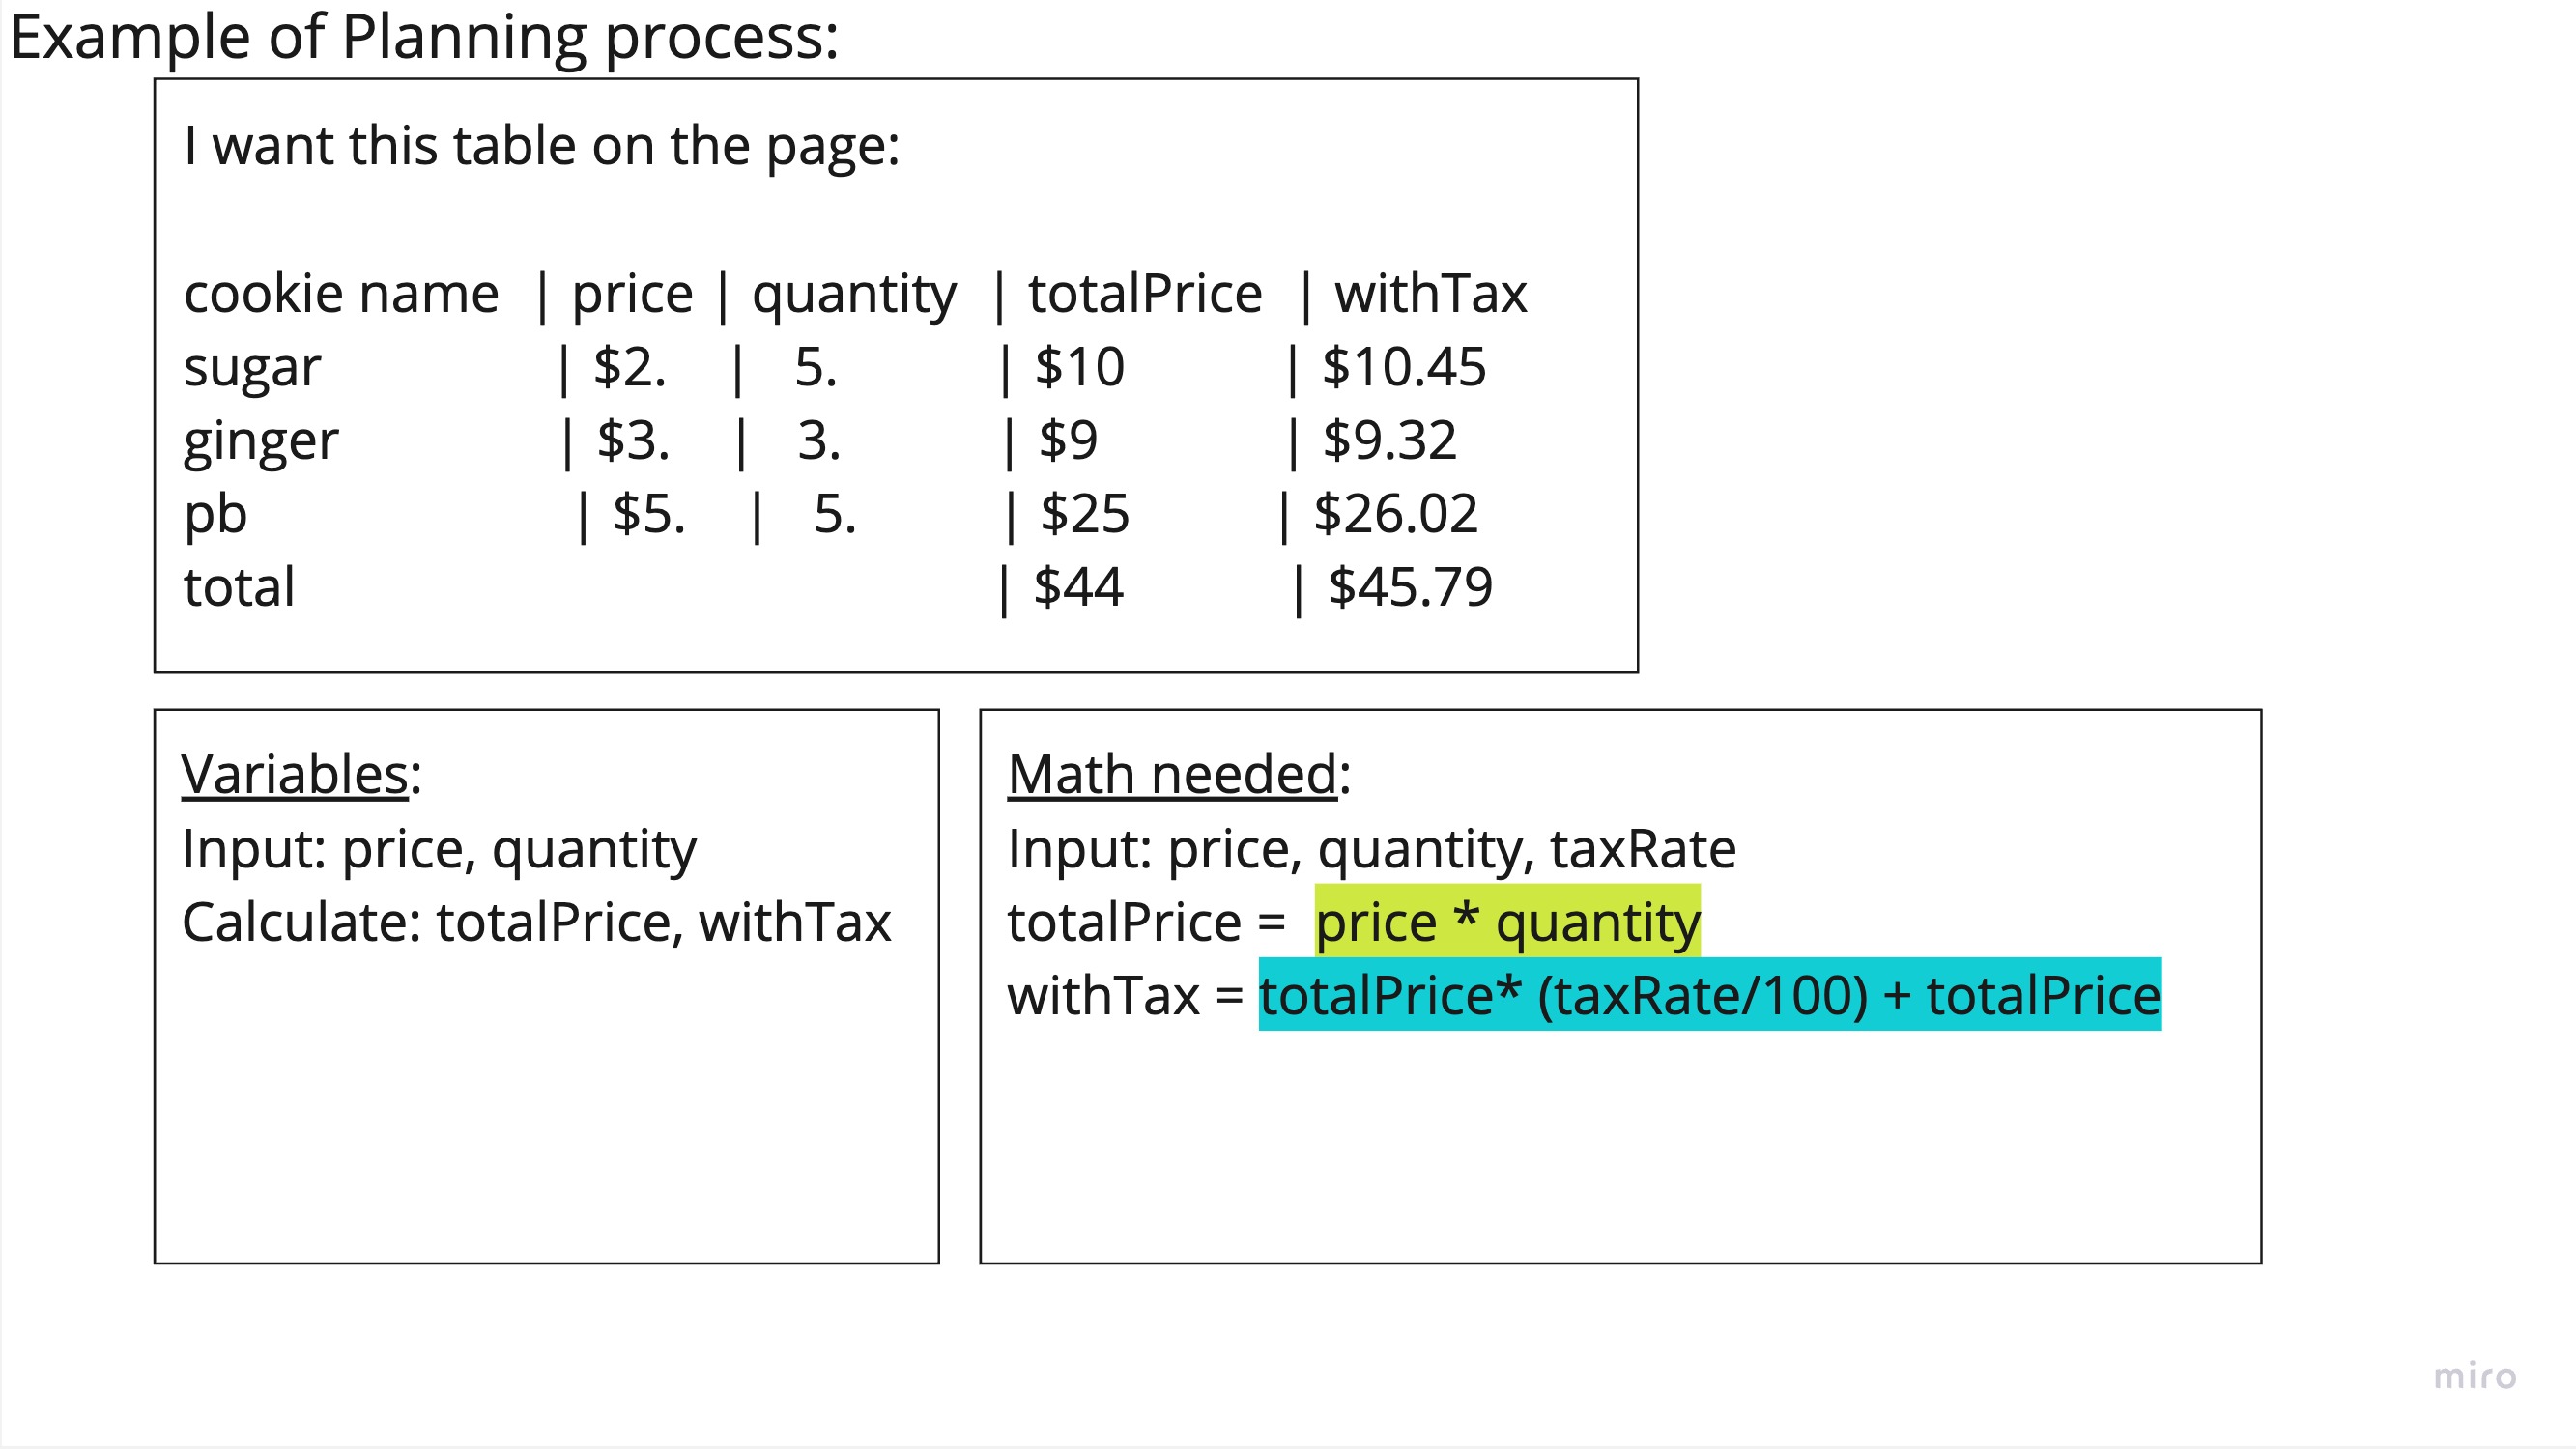 Example of Planning process:
I want this table on the page:
cookie name | price | quantity | totalPrice | withTax
sugar | $2. | 5. | $10 | $10.45
ginger | $3. | 3. | $9 | $9.32
pb | $5. | 5. | $25 | $26.02
total | $44 | $45.79
Variables:
Input: price, quantity
Calculate: totalPrice, withTax
Math needed:
Input: price, quantity, taxRate
totalPrice = price * quantity
withTax = totalPrice* (taxRate/100) + totalPrice
miro